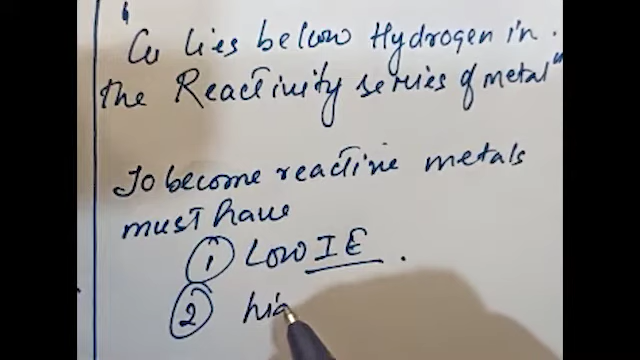 "Cu lies below Hydrogen in
the Reactivity series of metal"
To become reactive metals
must have
① Low IE.
② hig